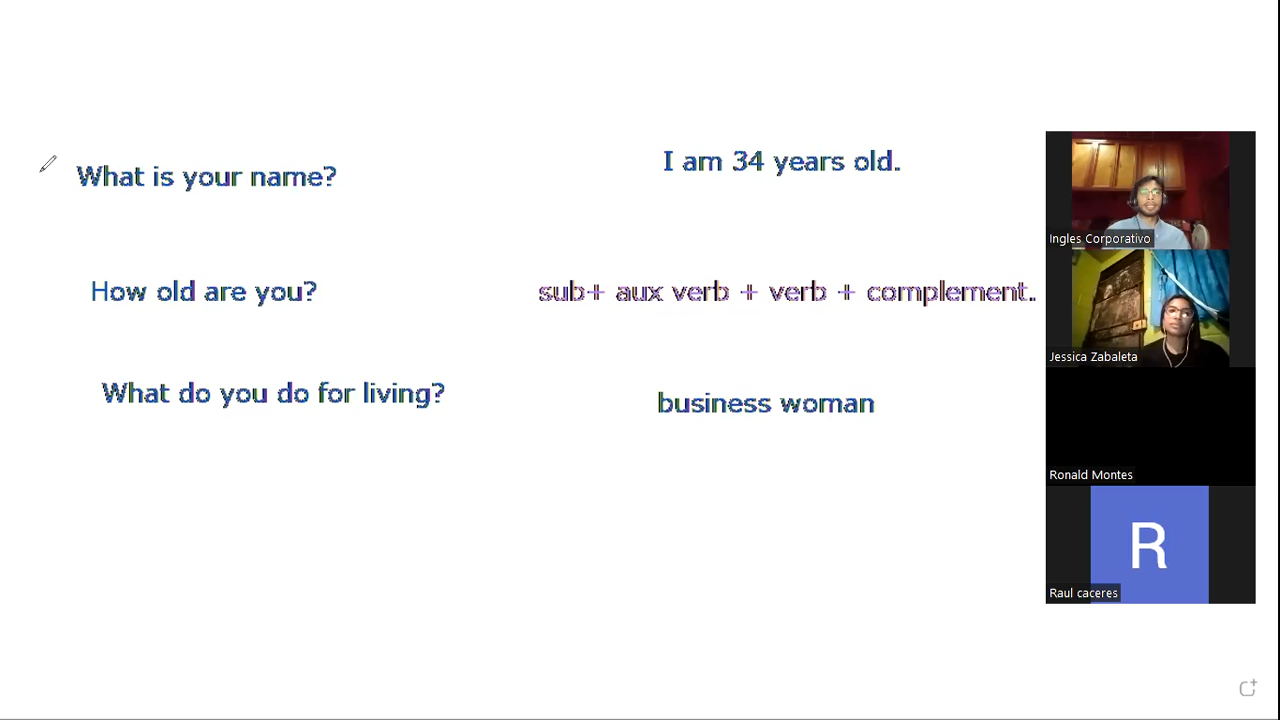 What is your name?
I am 34 years old.
How old are you?
sub+ aux verb + verb + complement.
What do you do for living?
business woman
Ingles Corporativo
Jessica Zabaleta
Ronald Montes
R
Raul caceres